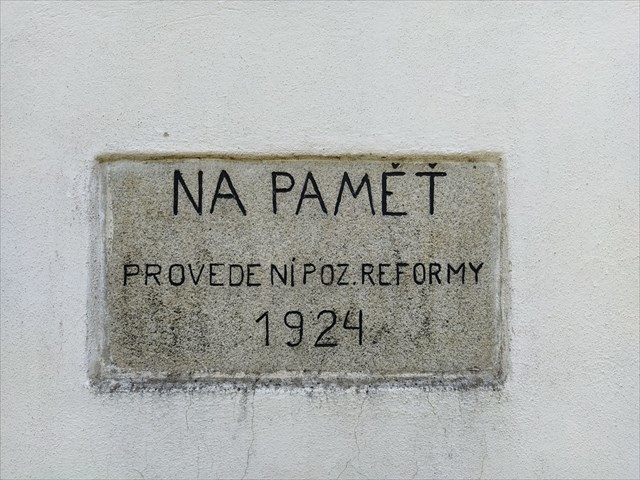 NA PAMĚŤ
PROVEDENÍ POZ. REFORMY
1924